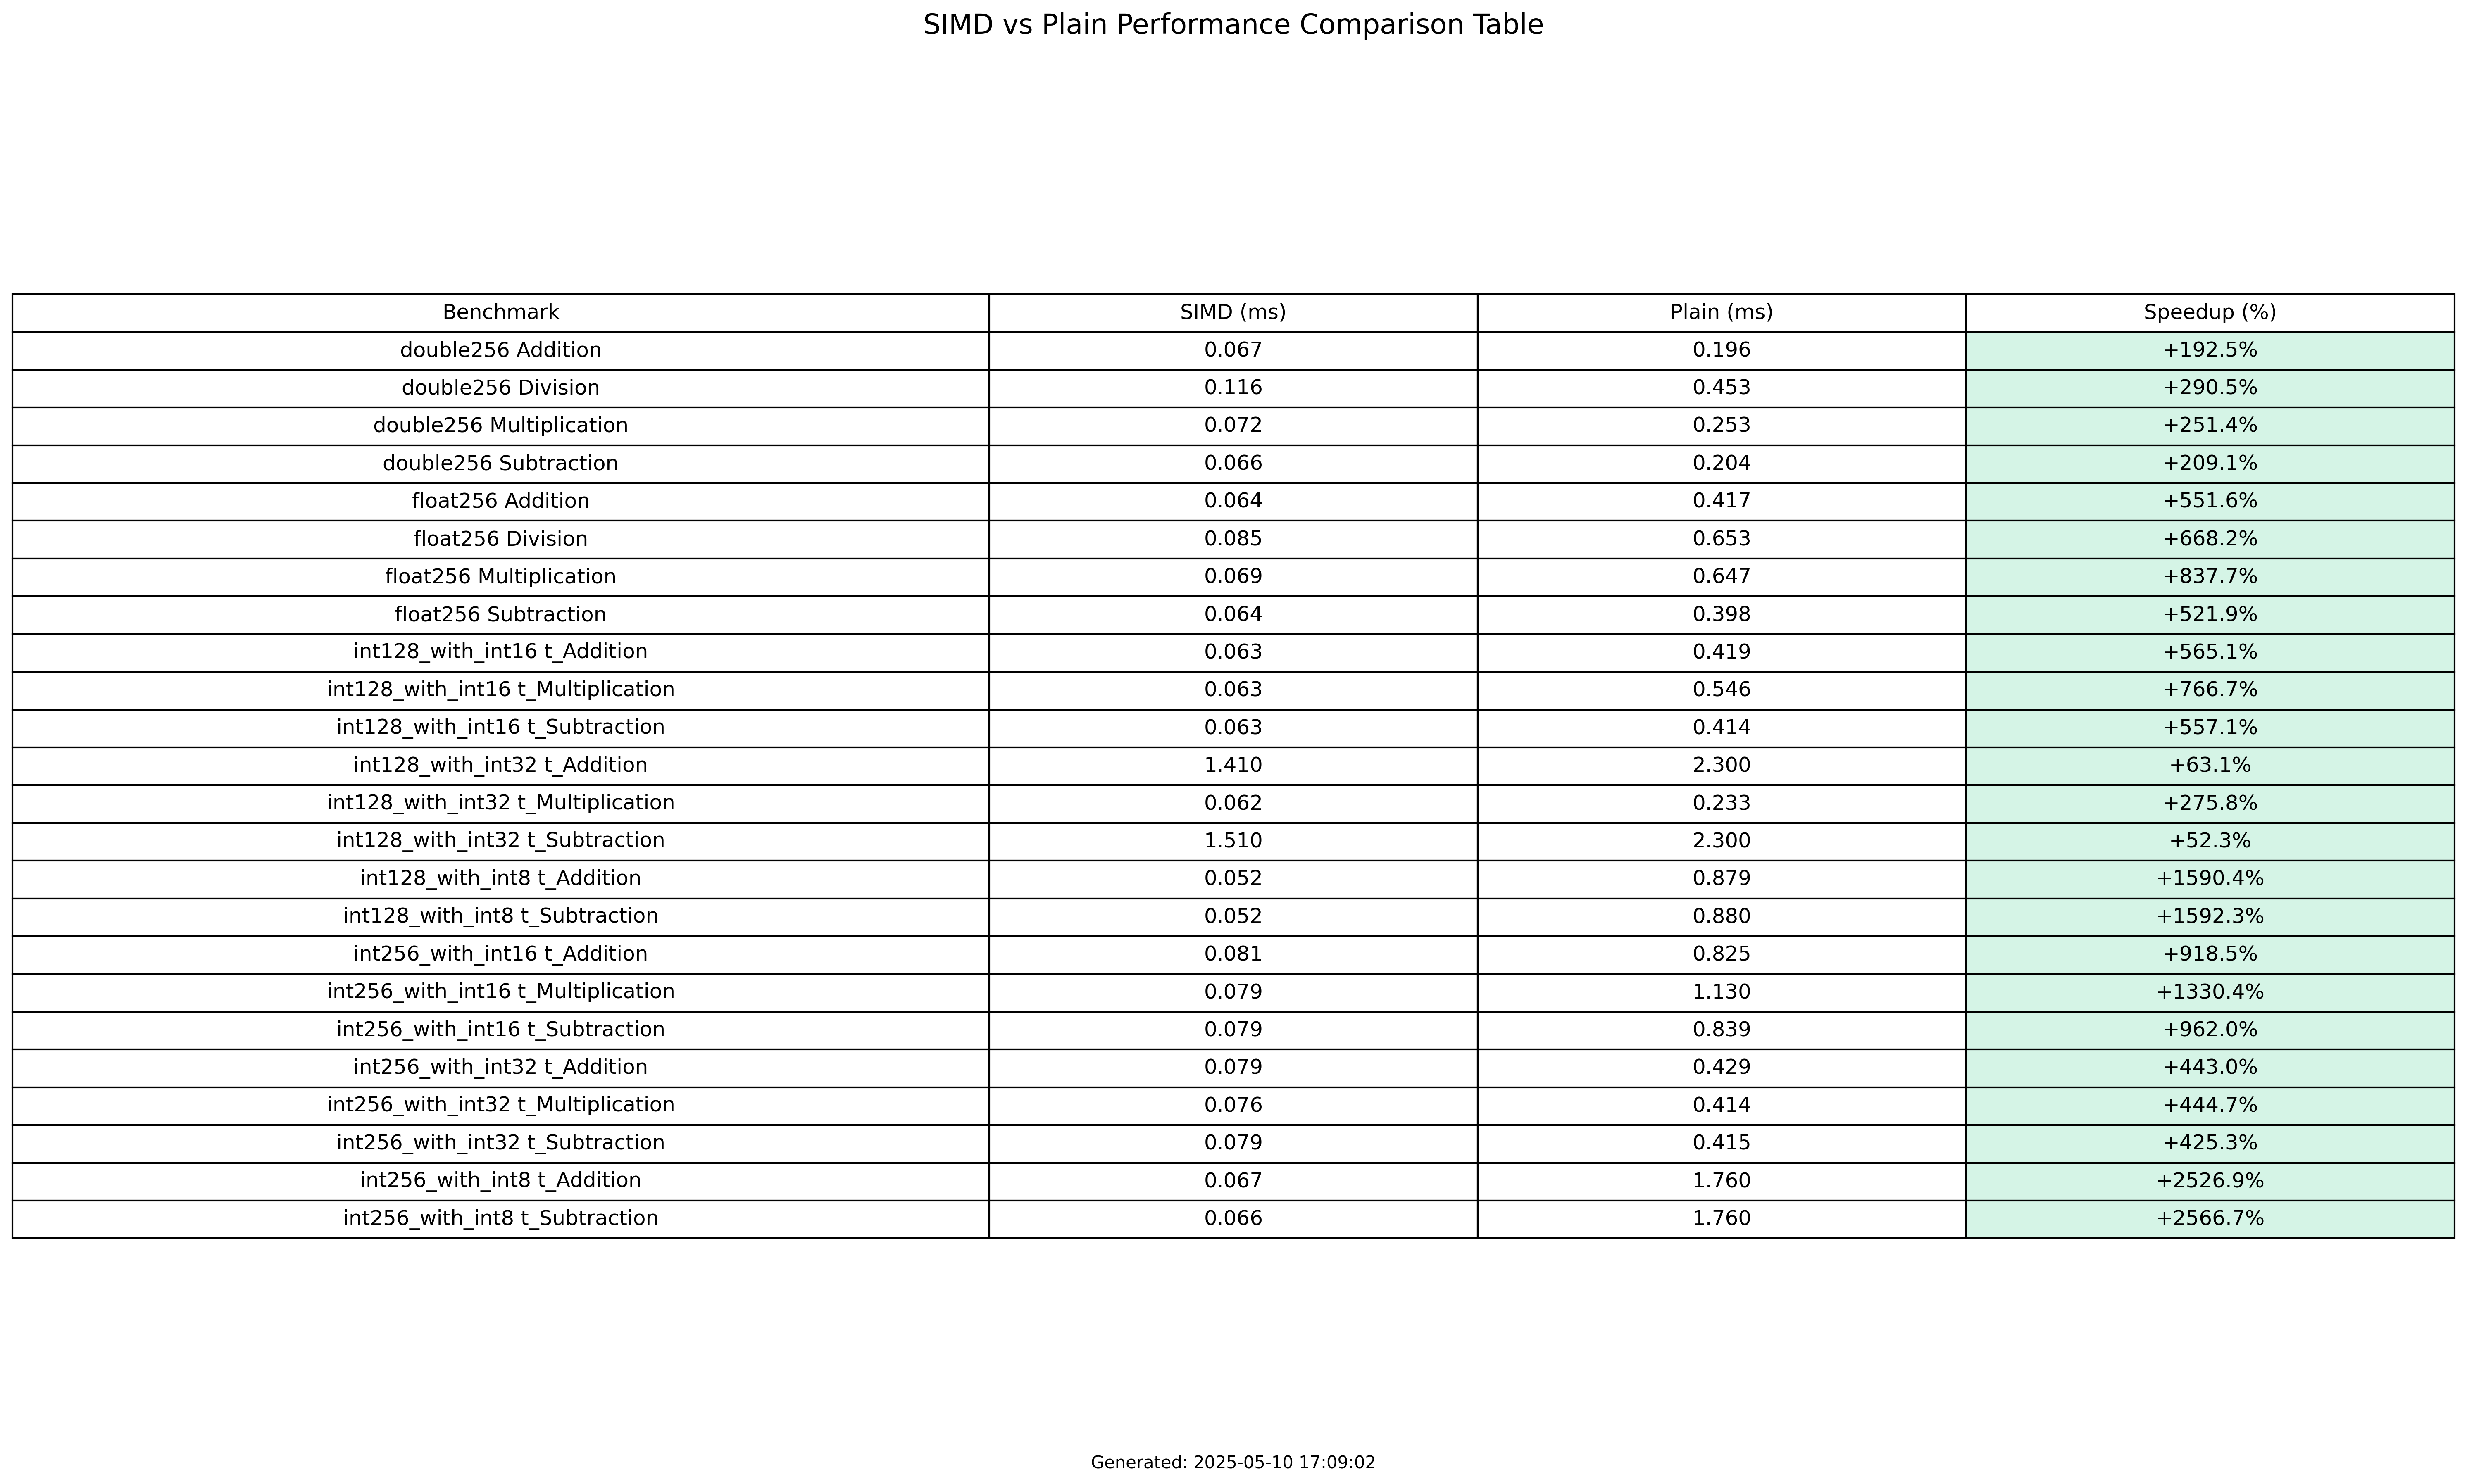 SIMD vs Plain Performance Comparison Table
Benchmark SIMD (ms) Plain (ms) Speedup (%)
double256 Addition 0.067 0.196 +192.5%
double256 Division 0.116 0.453 +290.5%
double256 Multiplication 0.072 0.253 +251.4%
double256 Subtraction 0.066 0.204 +209.1%
float256 Addition 0.064 0.417 +551.6%
float256 Division 0.085 0.653 +668.2%
float256 Multiplication 0.069 0.647 +837.7%
float256 Subtraction 0.064 0.398 +521.9%
int128_with_int16 t_Addition 0.063 0.419 +565.1%
int128_with_int16 t_Multiplication 0.063 0.546 +766.7%
int128_with_int16 t_Subtraction 0.063 0.414 +557.1%
int128_with_int32 t_Addition 1.410 2.300 +63.1%
int128_with_int32 t_Multiplication 0.062 0.233 +275.8%
int128_with_int32 t_Subtraction 1.510 2.300 +52.3%
int128_with_int8 t_Addition 0.052 0.879 +1590.4%
int128_with_int8 t_Subtraction 0.052 0.880 +1592.3%
int256_with_int16 t_Addition 0.081 0.825 +918.5%
int256_with_int16 t_Multiplication 0.079 1.130 +1330.4%
int256_with_int16 t_Subtraction 0.079 0.839 +962.0%
int256_with_int32 t_Addition 0.079 0.429 +443.0%
int256_with_int32 t_Multiplication 0.076 0.414 +444.7%
int256_with_int32 t_Subtraction 0.079 0.415 +425.3%
int256_with_int8 t_Addition 0.067 1.760 +2526.9%
int256_with_int8 t_Subtraction 0.066 1.760 +2566.7%
Generated: 2025-05-10 17:09:02